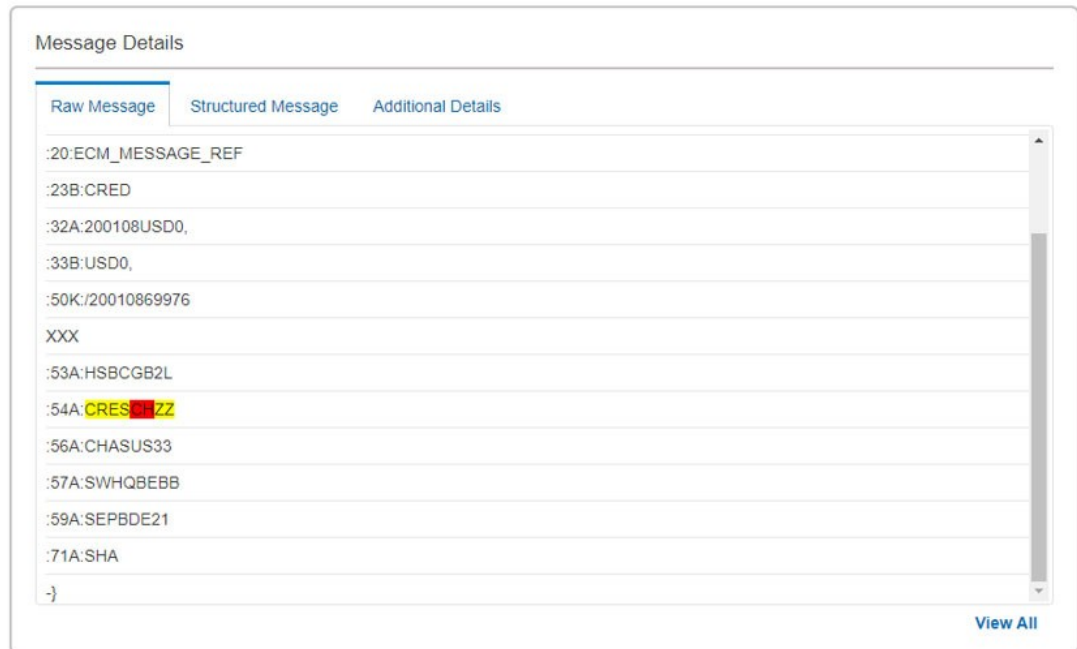 Message Details
Raw Message Structured Message Additional Details
:20:ECM_MESSAGE_REF
:23B:CRED
:32A:200108USD0,
:33B:USD0,
:50K:/20010869976
XXX
:53A:HSBCGB2L
:54A:CRESCHZZ
:56A:CHASUS33
:57A:SWHQBEBB
:59A:SEPBDE21
:71A:SHA
-}
View All